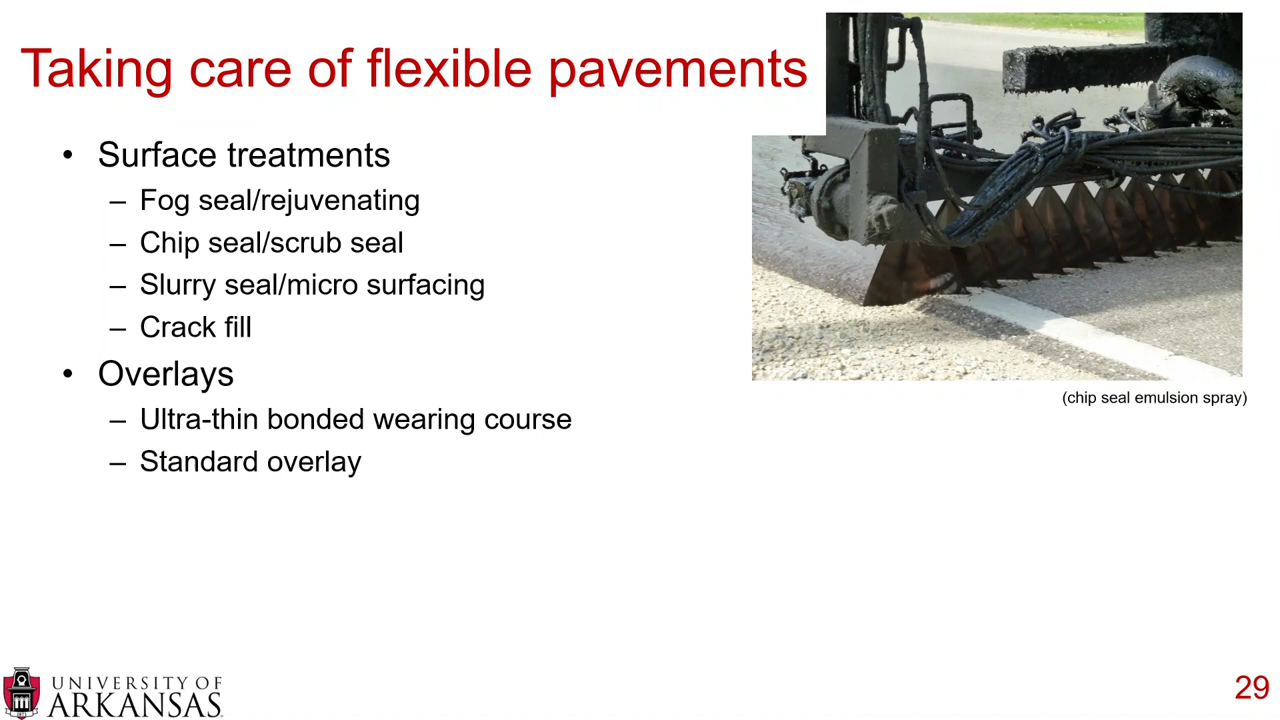 Taking care of flexible pavements
• Surface treatments
– Fog seal/rejuvenating
– Chip seal/scrub seal
– Slurry seal/micro surfacing
– Crack fill
• Overlays
– Ultra-thin bonded wearing course
– Standard overlay
(chip seal emulsion spray)
UNIVERSITY OF
ARKANSAS
29